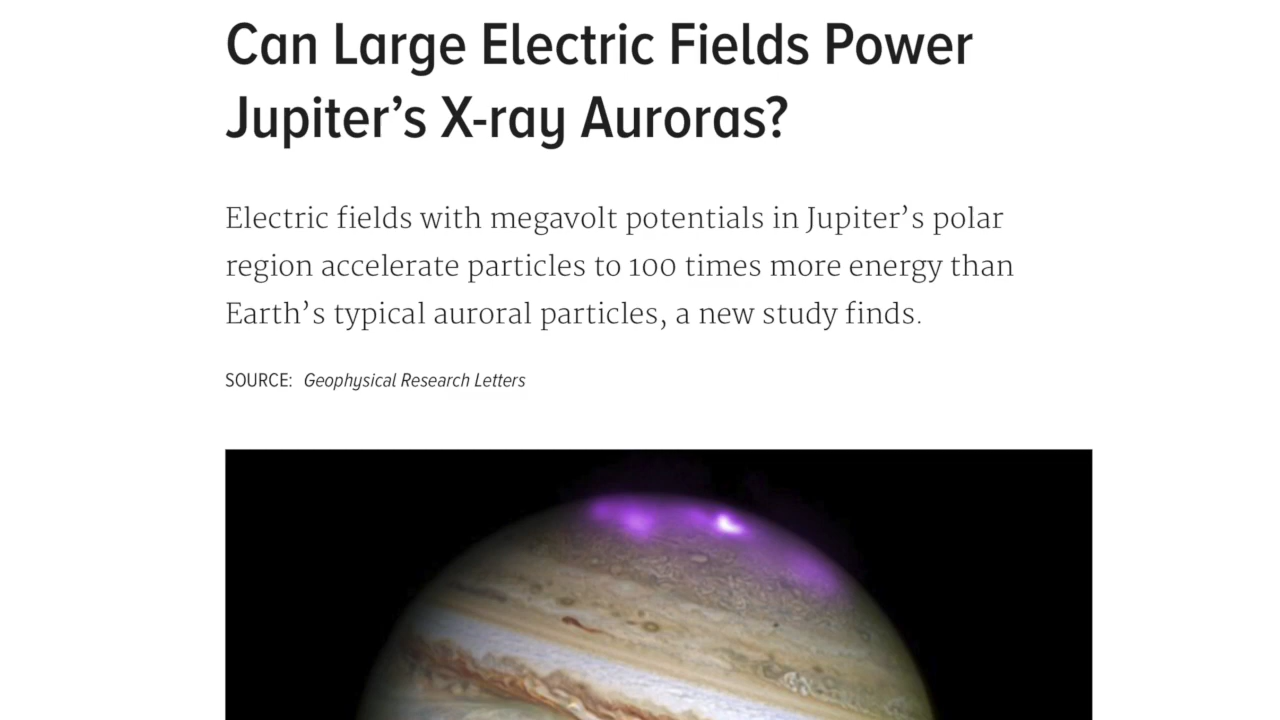 Can Large Electric Fields Power
Jupiter’s X-ray Auroras?
Electric fields with megavolt potentials in Jupiter’s polar
region accelerate particles to 100 times more energy than
Earth’s typical auroral particles, a new study finds.
SOURCE: Geophysical Research Letters